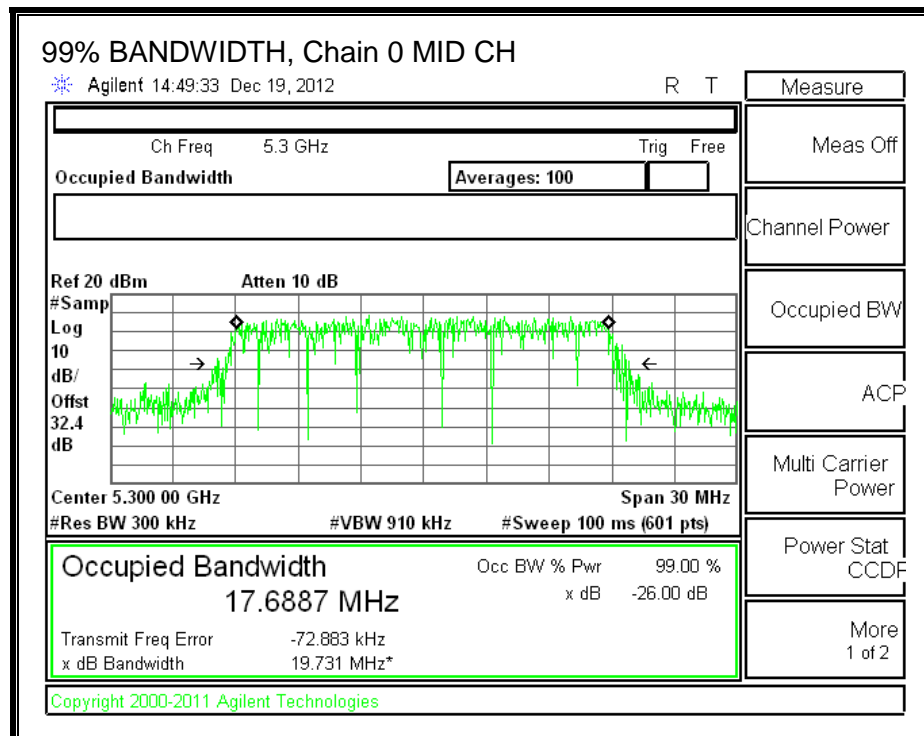 99% BANDWIDTH, Chain 0 MID CH
Agilent 14:49:33 Dec 19, 2012 R T
Measure
Ch Freq 5.3 GHz Trig Free
Occupied Bandwidth Averages: 100
Ref 20 dBm Atten 10 dB
#Samp
Log
10
dB/
Offst
32.4
dB
Center 5.300 00 GHz Span 30 MHz
#Res BW 300 kHz #VBW 910 kHz #Sweep 100 ms (601 pts)
Occupied Bandwidth Occ BW % Pwr 99.00 %
17.6887 MHz x dB -26.00 dB
Transmit Freq Error -72.883 kHz
x dB Bandwidth 19.731 MHz*
Meas Off
Channel Power
Occupied BW
ACP
Multi Carrier
Power
Power Stat
CCDF
More
1 of 2
Copyright 2000-2011 Agilent Technologies